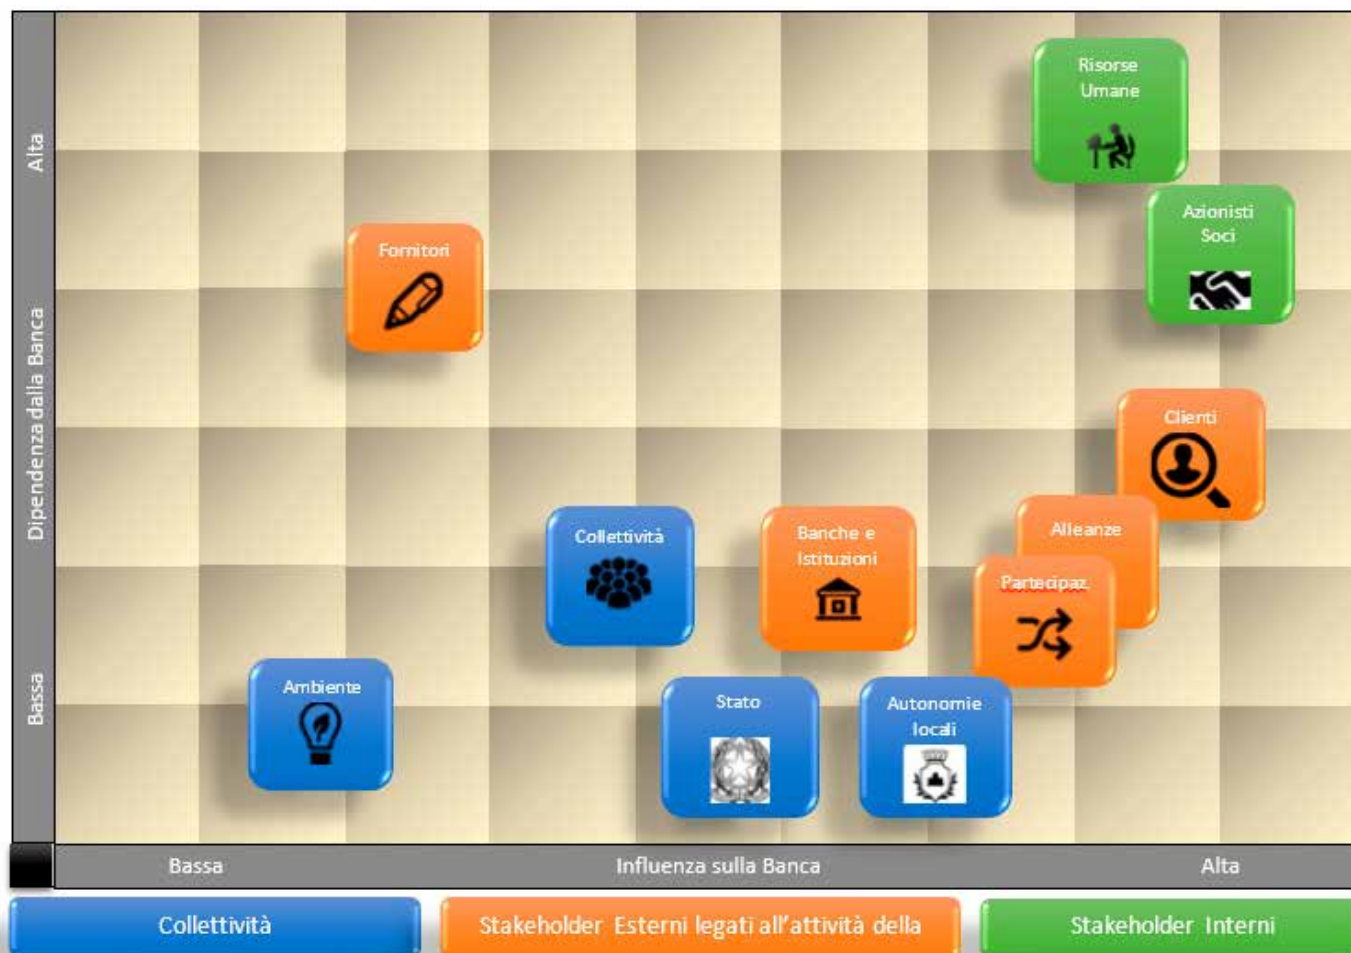 Risorse
Umane
Azionisti
Soci
Fornitori
Clienti
Alleanze
Partecipaz.
Collettività
Banche e
Istituzioni
Ambiente
Stato
Autonomie
locali
Alta
Dipendenza dalla Banca
Bassa
Bassa
Influenza sulla Banca
Alta
Collettività
Stakeholder Esterni legati all'attività della
Stakeholder Interni